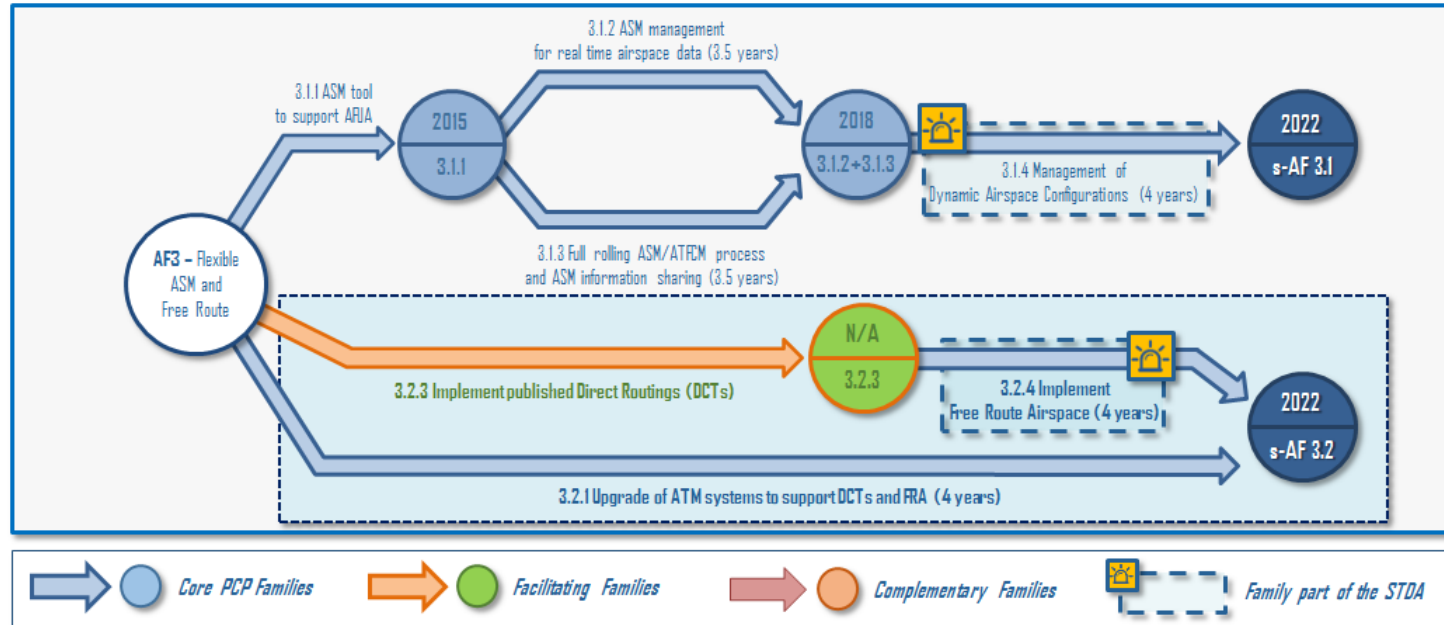 3.1.2 ASM management
for real time airspace data (3.5 years)
3.1.1 ASM tool
to support AFUA
2015
3.1.1
2018
3.1.2+3.1.3
2022
s-AF 3.1
3.1.4 Management of
Dynamic Airspace Configurations (4 years)
AF3 – Flexible
ASM and
Free Route
3.1.3 Full rolling ASM/ATFCM process
and ASM information sharing (3.5 years)
N/A
3.2.3
3.2.3 Implement published Direct Routings (DCTs)
3.2.4 Implement
Free Route Airspace (4 years)
2022
s-AF 3.2
3.2.1 Upgrade of ATM systems to support DCTs and FRA (4 years)
Core PCP Families
Facilitating Families
Complementary Families
Family part of the STDA